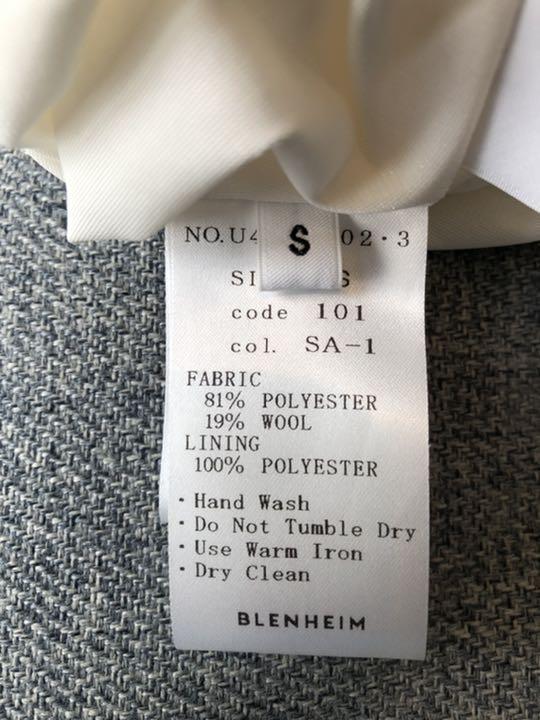 NO.U4
S
02・3
SI S
code 101
col. SA-1
FABRIC
81% POLYESTER
19% WOOL
LINING
100% POLYESTER
・Hand Wash
・Do Not Tumble Dry
・Use Warm Iron
・Dry Clean
BLENHEIM